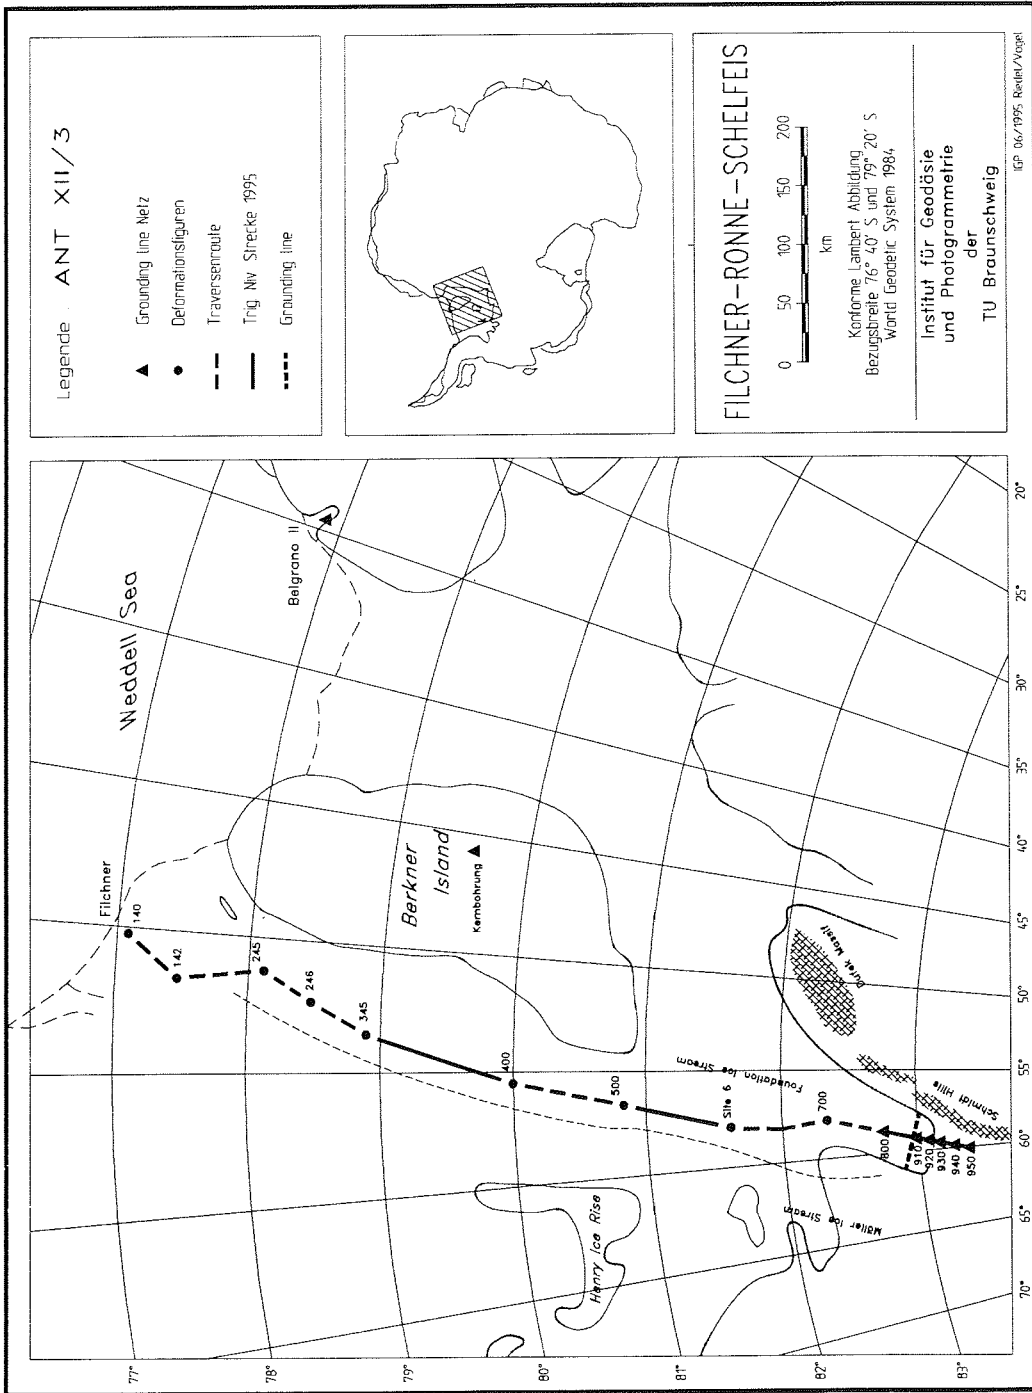 Legende ANT XII/3
Grounding line Netz
Deformationsfiguren
Traversenroute
Trig. Niv Strecke 1995
Grounding line
FILCHNER-RONNE-SCHELFEIS
0 50 100 150 200
km
Konforme Lambert Abbildung
Bezugsbreite 76° 40' S und 79° 20' S
World Geodetic System 1984
Institut für Geodäsie
und Photogrammetrie
der
TU Braunschweig
IGP 06/1995 Riedel/Vogel
Weddell Sea
Belgrano II
Filchner
140
142
245
246
345
400
500
Site 6
700
800
910
920
930
940
950
Berkner
Island
Kernbohrung
Henry Ice Rise
Foundation Ice Stream
Möller Ice Stream
Dufek Massif
Schmidt Hills
77°
78°
79°
80°
81°
82°
83°
70°
65°
60°
55°
50°
45°
40°
35°
30°
25°
20°